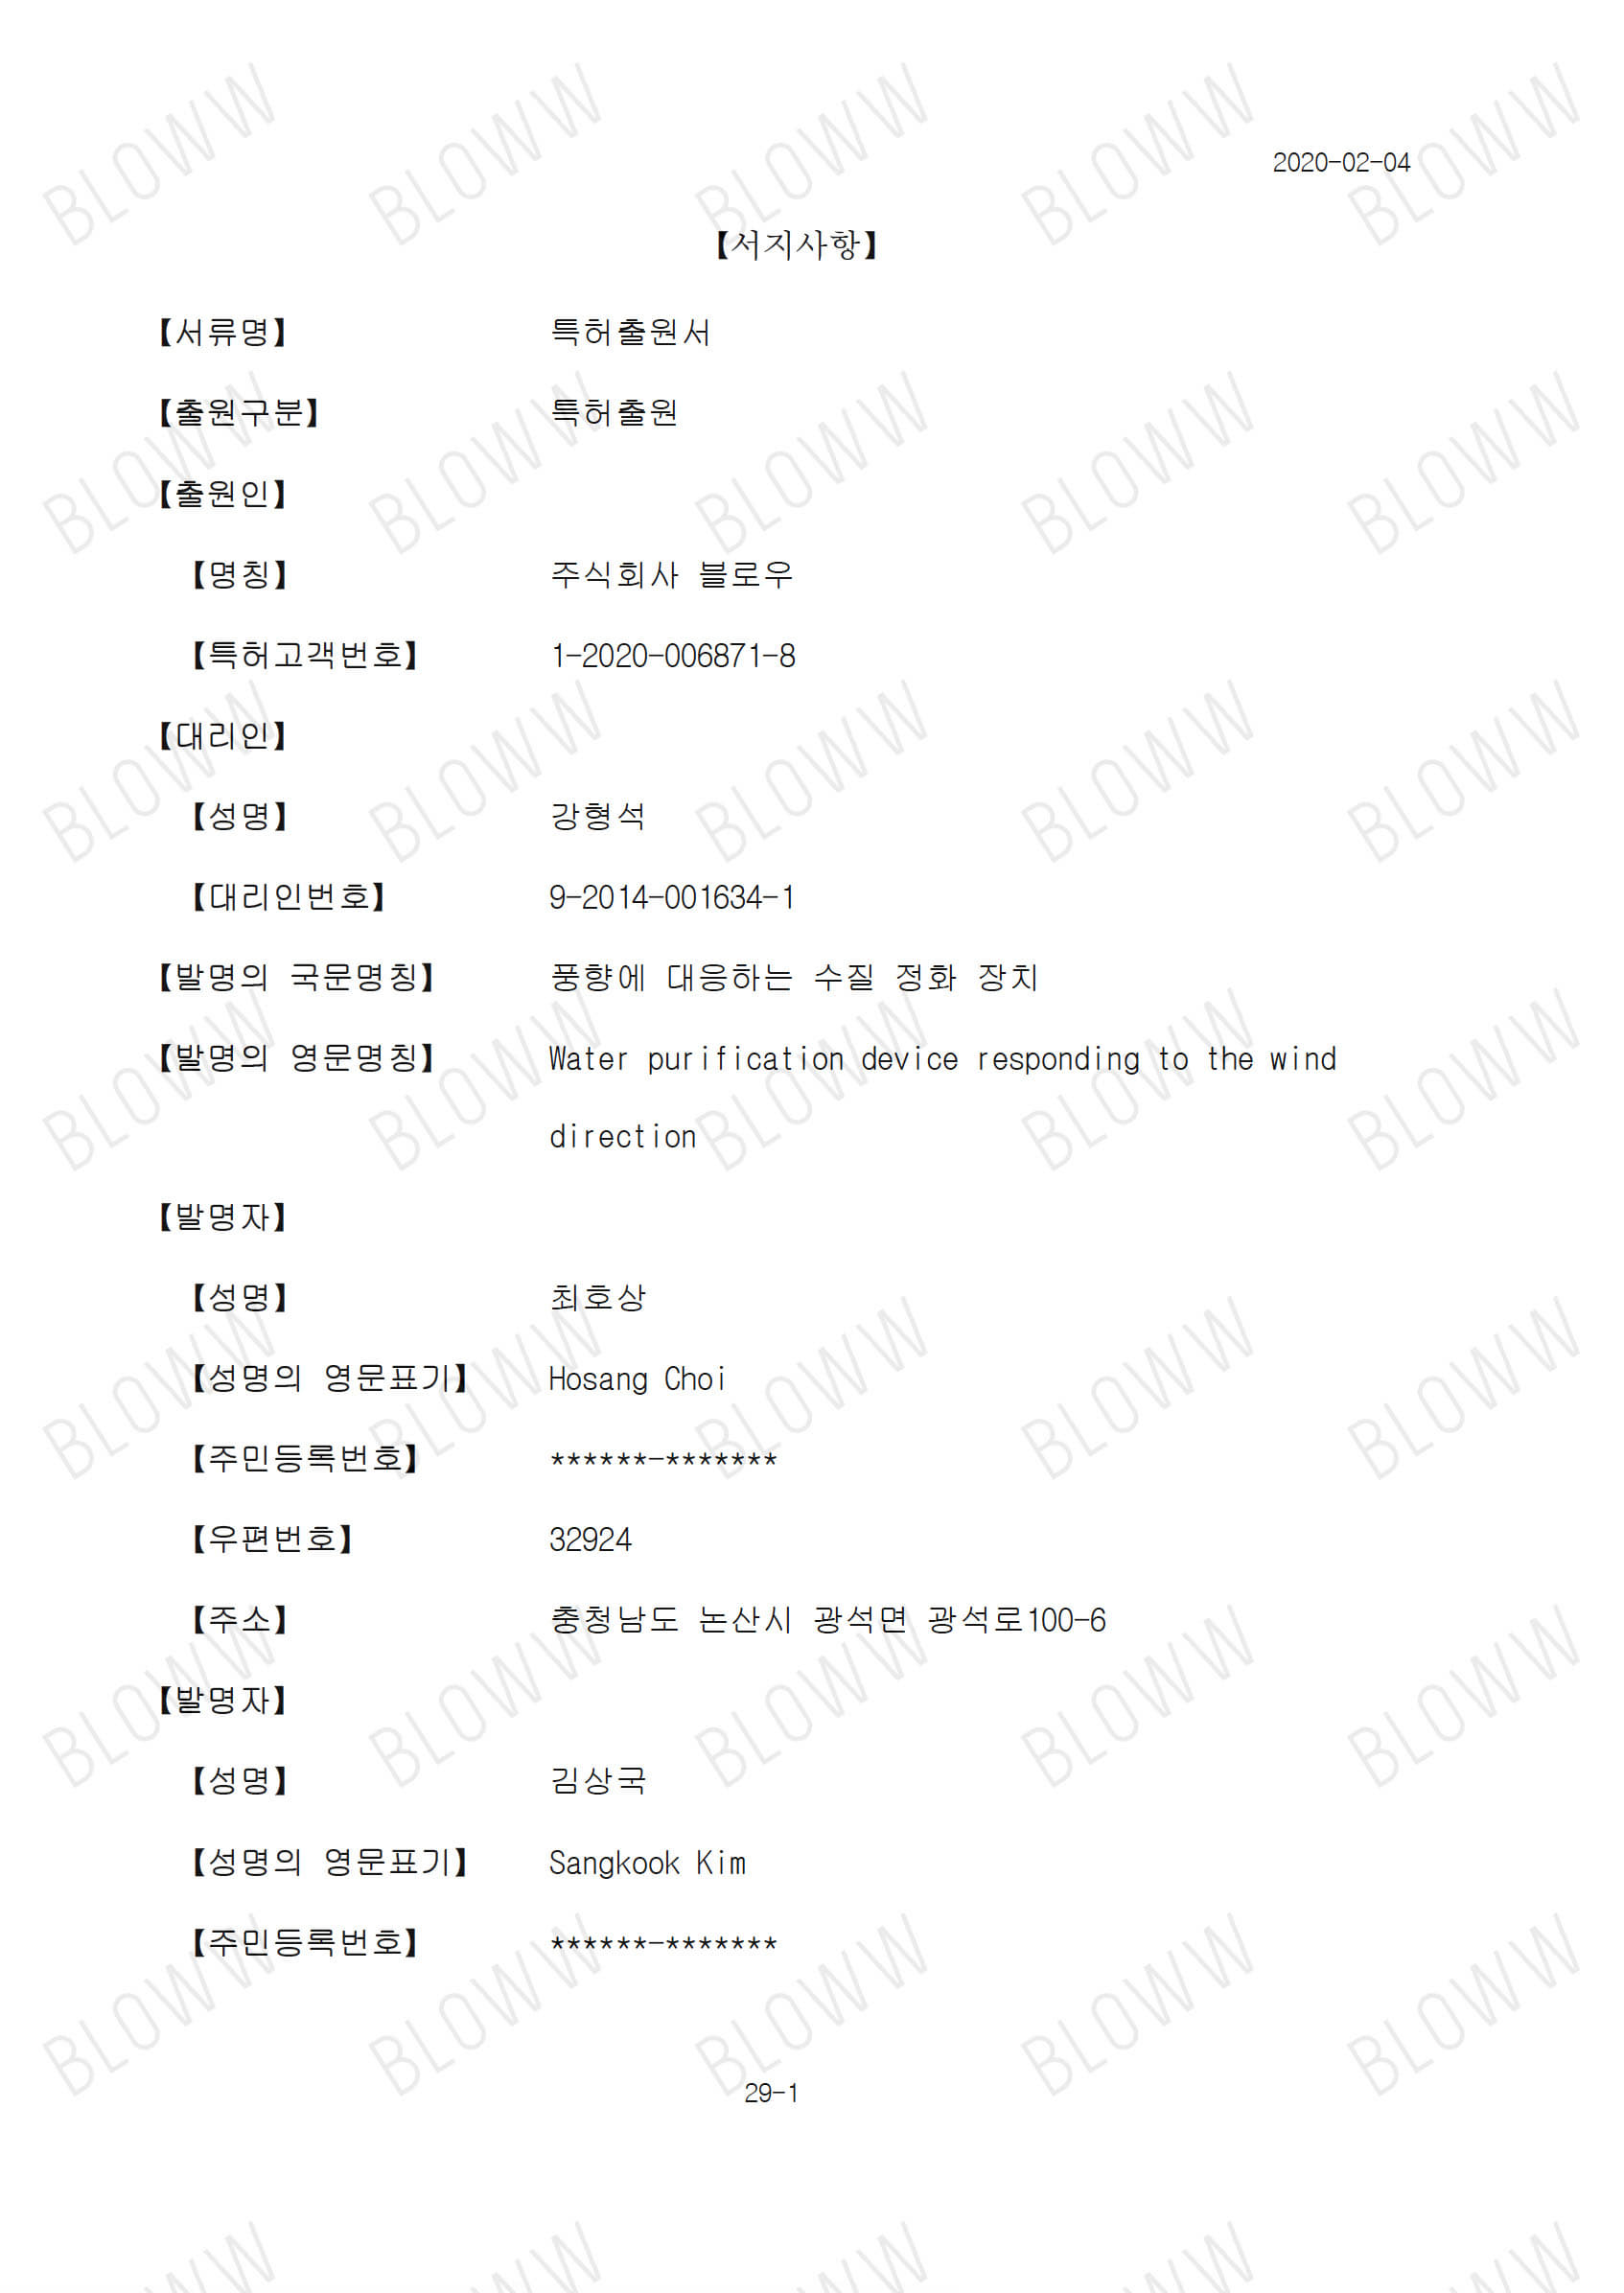 2020-02-04
【서지사항】
【서류명】 특허출원서
【출원구분】 특허출원
【출원인】
【명칭】 주식회사 블로우
【특허고객번호】 1-2020-006871-8
【대리인】
【성명】 강형석
【대리인번호】 9-2014-001634-1
【발명의 국문명칭】 풍향에 대응하는 수질 정화 장치
【발명의 영문명칭】 Water purification device responding to the wind
direction
【발명자】
【성명】 최호상
【성명의 영문표기】 Hosang Choi
【주민등록번호】 ******-*******
【우편번호】 32924
【주소】 충청남도 논산시 광석면 광석로100-6
【발명자】
【성명】 김상국
【성명의 영문표기】 Sangkook Kim
【주민등록번호】 ******-*******
29-1
BLOWW